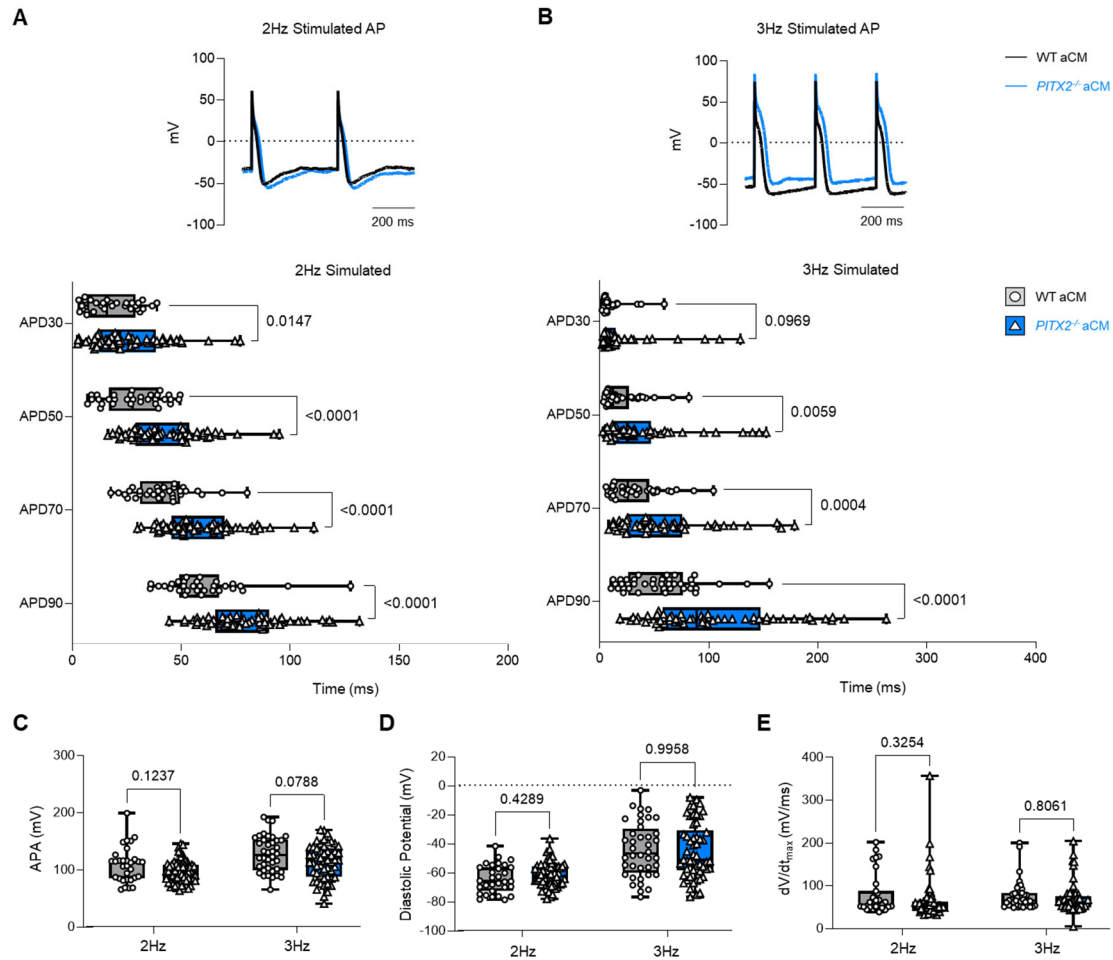 A
B
2Hz Stimulated AP
3Hz Stimulated AP
WT aCM
PITX2-/- aCM
100
50
0
-50
-100
mV
200 ms
100
50
0
-50
-100
mV
200 ms
2Hz Simulated
APD30
APD50
APD70
APD90
0.0147
<0.0001
<0.0001
<0.0001
0
50
100
150
200
Time (ms)
3Hz Simulated
WT aCM
PITX2-/- aCM
APD30
APD50
APD70
APD90
0.0969
0.0059
0.0004
<0.0001
0
100
200
300
400
Time (ms)
C
300
200
100
0
APA (mV)
0.1237
0.0788
2Hz
3Hz
D
20
0
-20
-40
-60
-80
-100
Diastolic Potential (mV)
0.4289
0.9958
2Hz
3Hz
E
400
300
200
100
0
dV/dtmax (mV/ms)
0.3254
0.8061
2Hz
3Hz